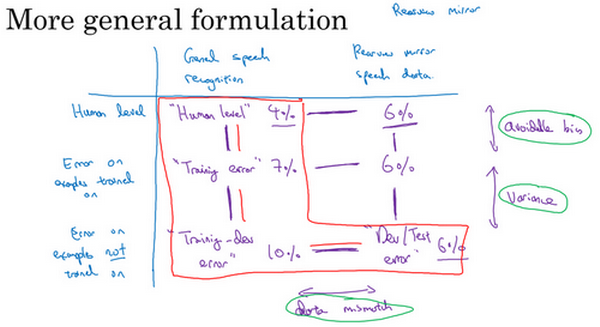 More general formulation
Rearview mirror
General speech recognition
Rearview mirror speech data.
Human level
"Human level" 4%
6%
avoidable bias
Error on examples trained on
"Training error" 7%
6%
Variance
Error on examples not trained on
"Training-dev error" 10%
"Dev/Test error" 6%
data mismatch